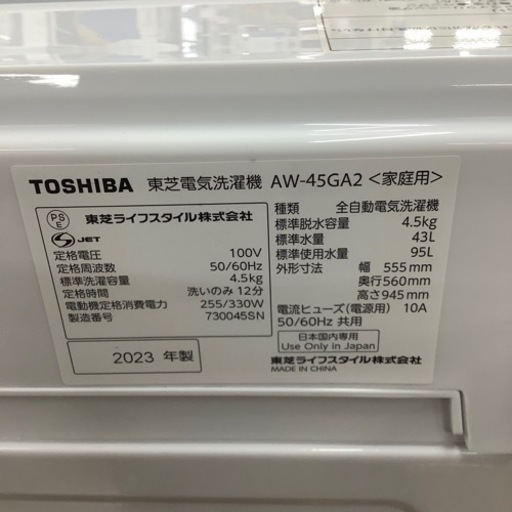 TOSHIBA 東芝電気洗濯機 AW-45GA2 <家庭用>
PS E 東芝ライフスタイル株式会社
S JET
定格電圧 100V
定格周波数 50/60Hz
標準洗濯容量 4.5kg
定格時間 洗いのみ 12分
電動機定格消費電力 255/330W
製造番号 730045SN
2023 年製
種類 全自動電気洗濯機
標準脱水容量 4.5kg
標準水量 43L
標準使用水量 95L
外形寸法 幅 555mm
奥行560mm
高さ945mm
電流ヒューズ(電源用) 10A
50/60Hz 共用
日本国内専用
Use Only in Japan
東芝ライフスタイル株式会社
MADE IN CHINA